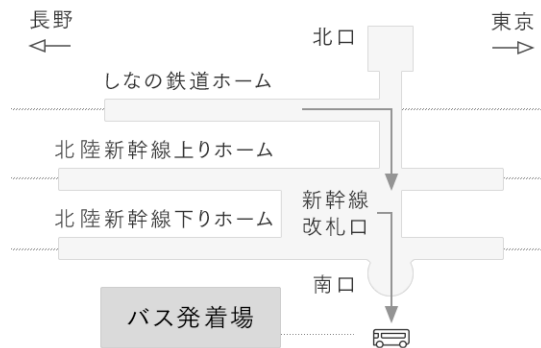 長野
東京
北口
しなの鉄道ホーム
北陸新幹線上りホーム
新幹線
改札口
北陸新幹線下りホーム
南口
バス発着場